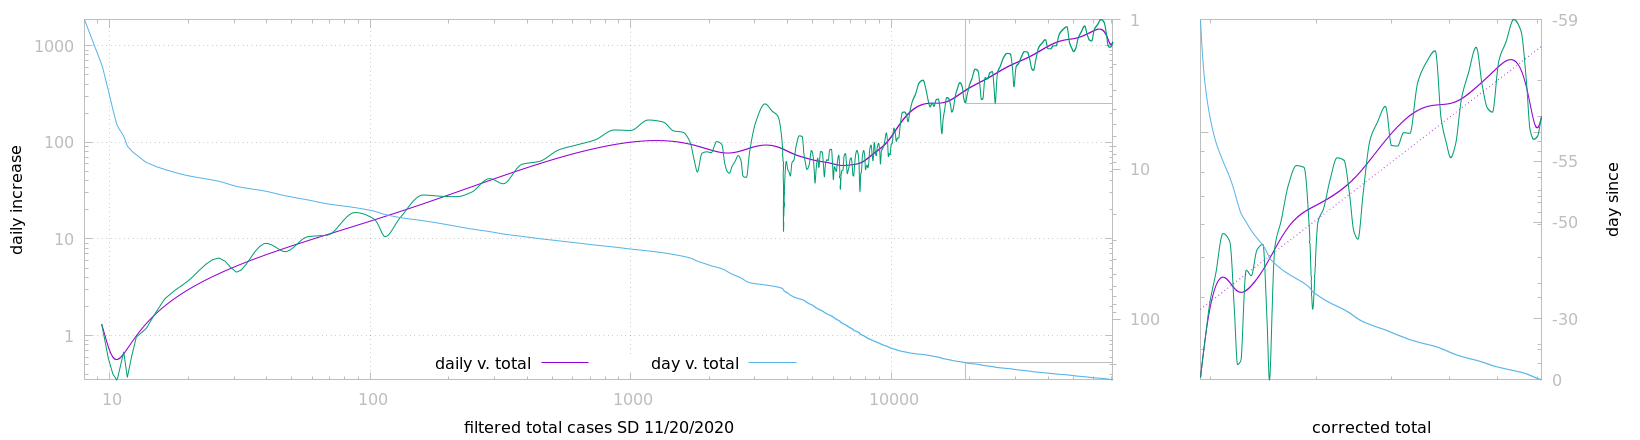 1000
100
10
1
daily increase
10
100
1000
10000
filtered total cases SD 11/20/2020
daily v. total
day v. total
1
10
100
-59
-55
-50
-30
0
day since
corrected total